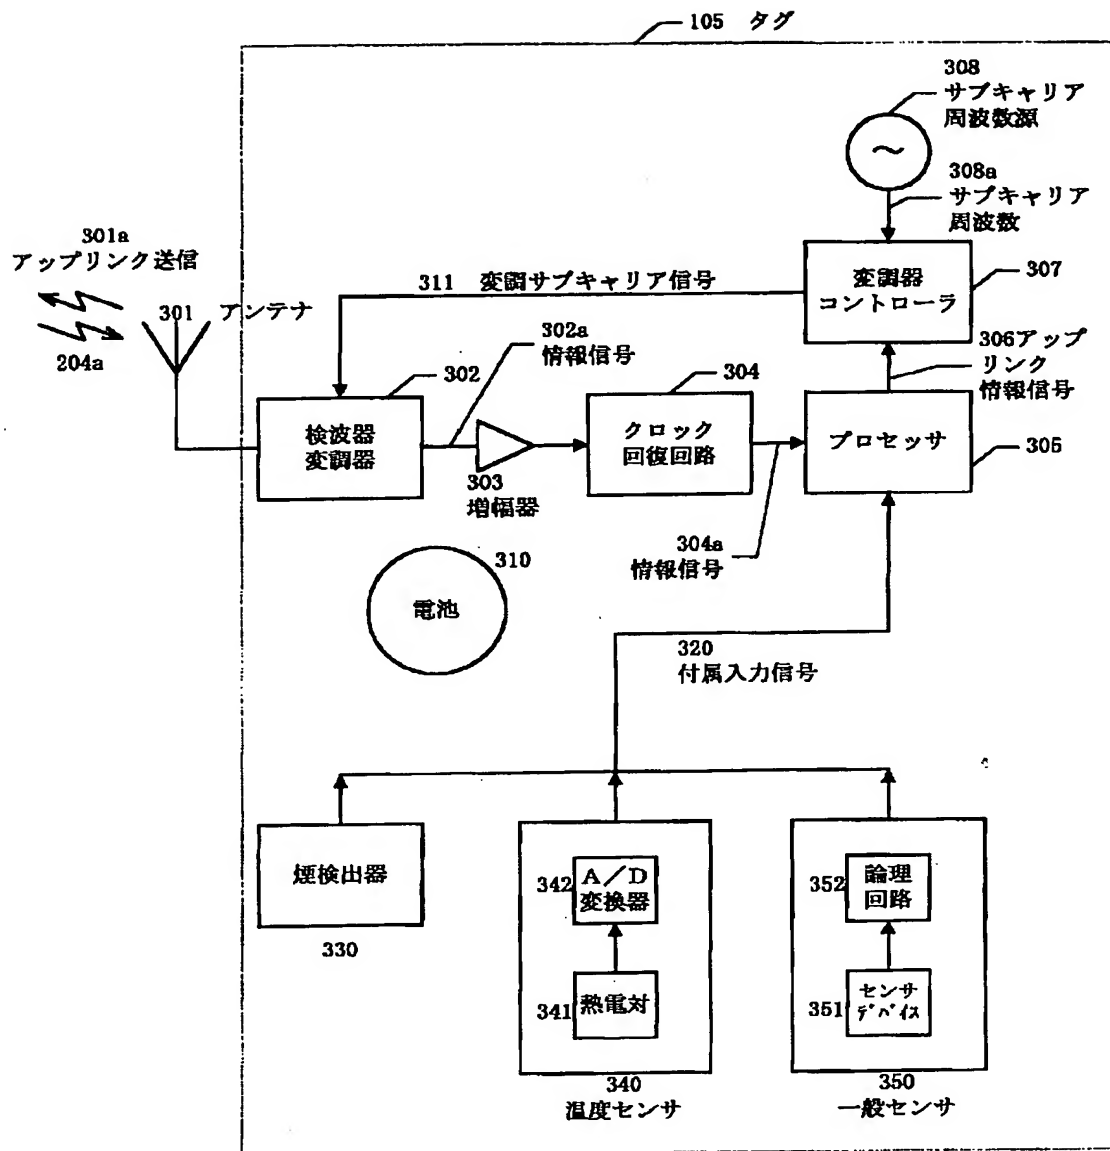 105 タグ
308
サブキャリア
周波数源
308a
サブキャリア
周波数
301a
アップリンク送信
301 アンテナ
204a
311 変調サブキャリア信号
変調器
コントローラ
307
302a
情報信号
306アップ
リンク
情報信号
302
304
検波器
変調器
303
増幅器
クロック
回復回路
プロセッサ
305
304a
情報信号
310
電池
320
付属入力信号
煙検出器
330
342
A/D
変換器
341
熱電対
340
温度センサ
352
論理
回路
351
センサ
デバイス
350
一般センサ